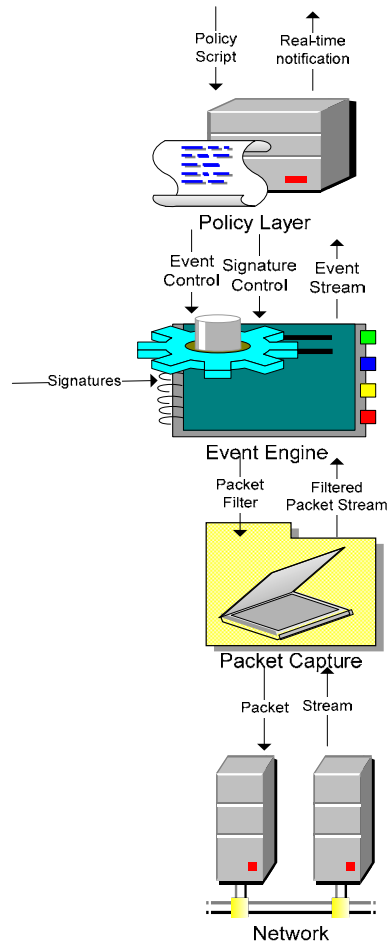 Policy
Script
Real-time
notification
Policy Layer
Event
Control
Signature
Control
Event
Stream
Signatures
Event Engine
Packet
Filter
Filtered
Packet Stream
Packet Capture
Packet
Stream
Network